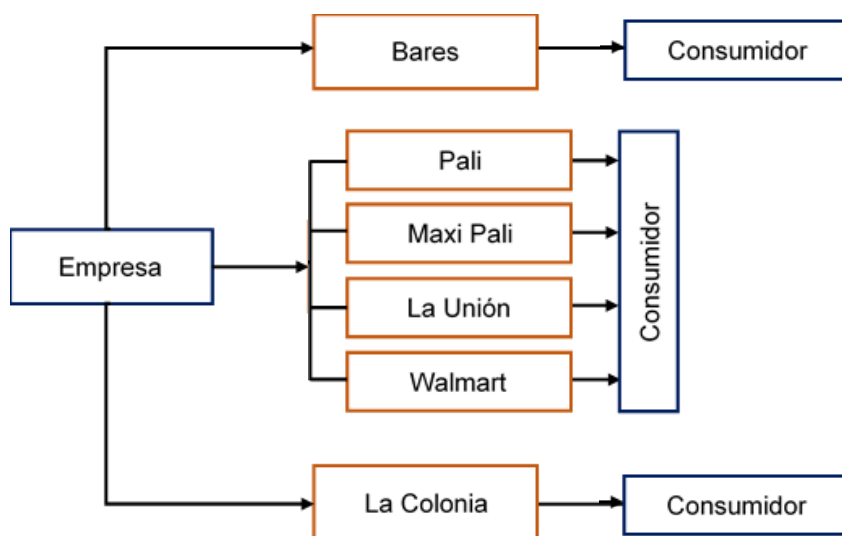 Bares
Consumidor
Pali
Maxi Pali
Empresa
La Unión
Walmart
Consumidor
La Colonia
Consumidor